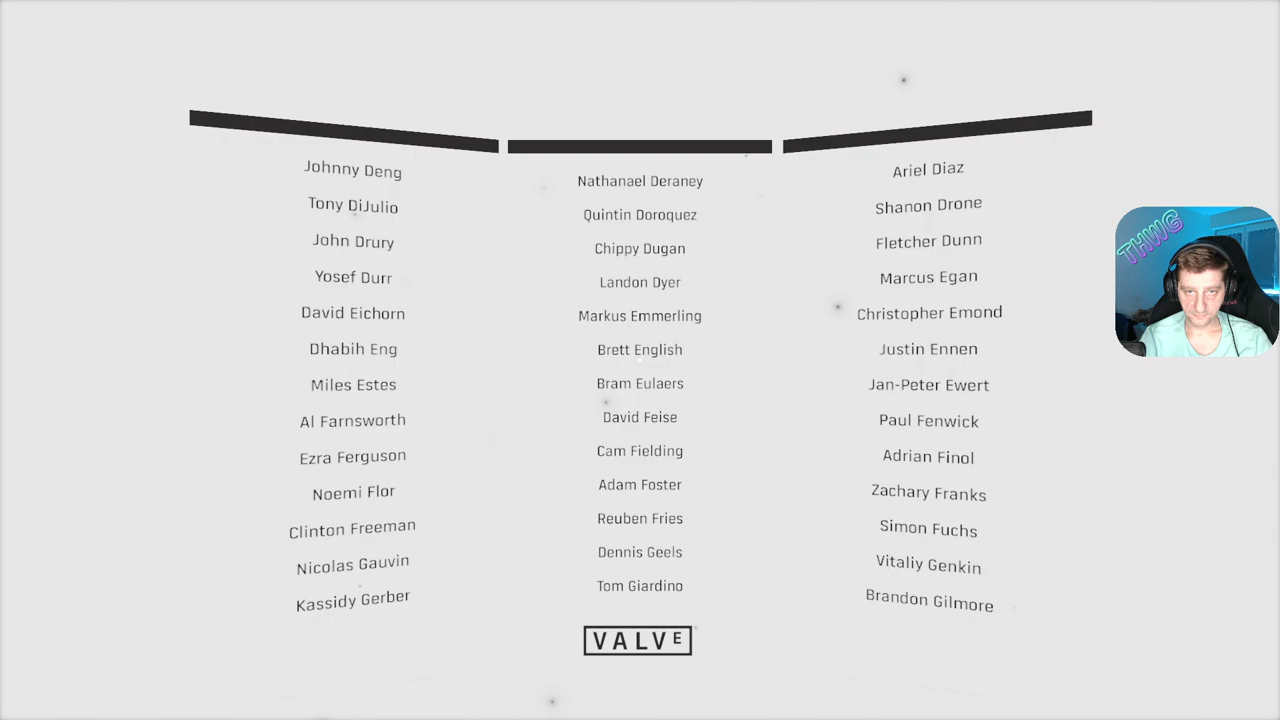 Johnny Deng
Tony DiJulio
John Drury
Yosef Durr
David Eichorn
Dhabih Eng
Miles Estes
Al Farnsworth
Ezra Ferguson
Noemi Flor
Clinton Freeman
Nicolas Gauvin
Kassidy Gerber
Nathanael Deraney
Quintin Doroquez
Chippy Dugan
Landon Dyer
Markus Emmerling
Brett English
Bram Eulaers
David Feise
Cam Fielding
Adam Foster
Reuben Fries
Dennis Geels
Tom Giardino
Ariel Diaz
Shanon Drone
Fletcher Dunn
Marcus Egan
Christopher Emond
Justin Ennen
Jan-Peter Ewert
Paul Fenwick
Adrian Finol
Zachary Franks
Simon Fuchs
Vitaliy Genkin
Brandon Gilmore
VALVE
THWG